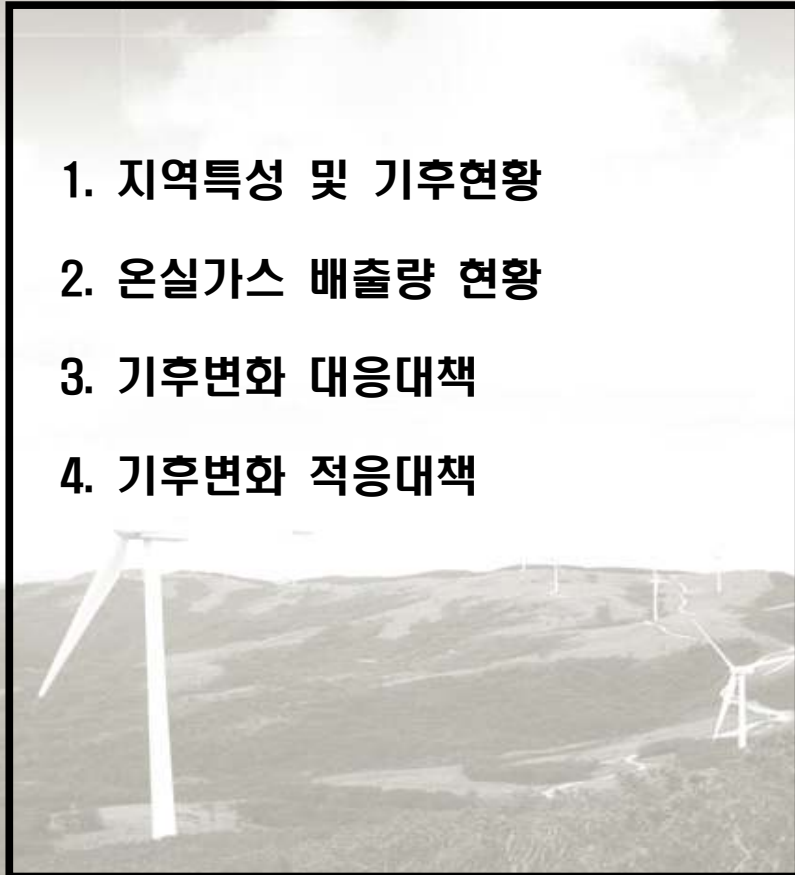 1. 지역특성 및 기후현황
2. 온실가스 배출량 현황
3. 기후변화 대응대책
4. 기후변화 적응대책